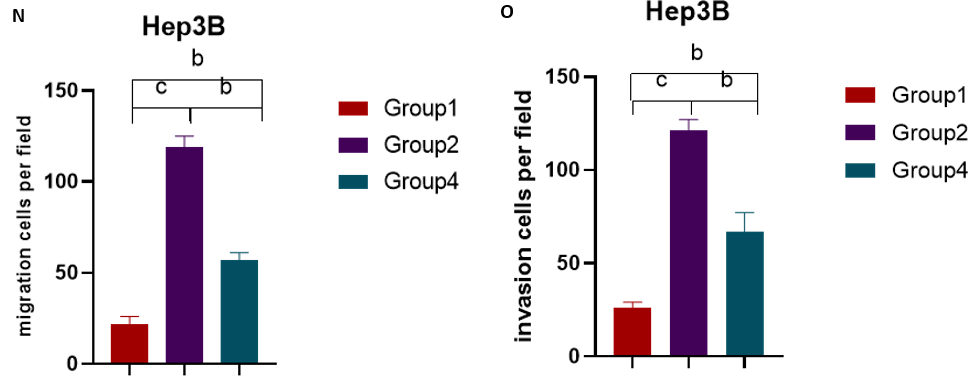 N
Hep3B
b
c
b
150
100
50
0
migration cells per field
Group1
Group2
Group4
O
Hep3B
b
c
b
150
100
50
0
invasion cells per field
Group1
Group2
Group4